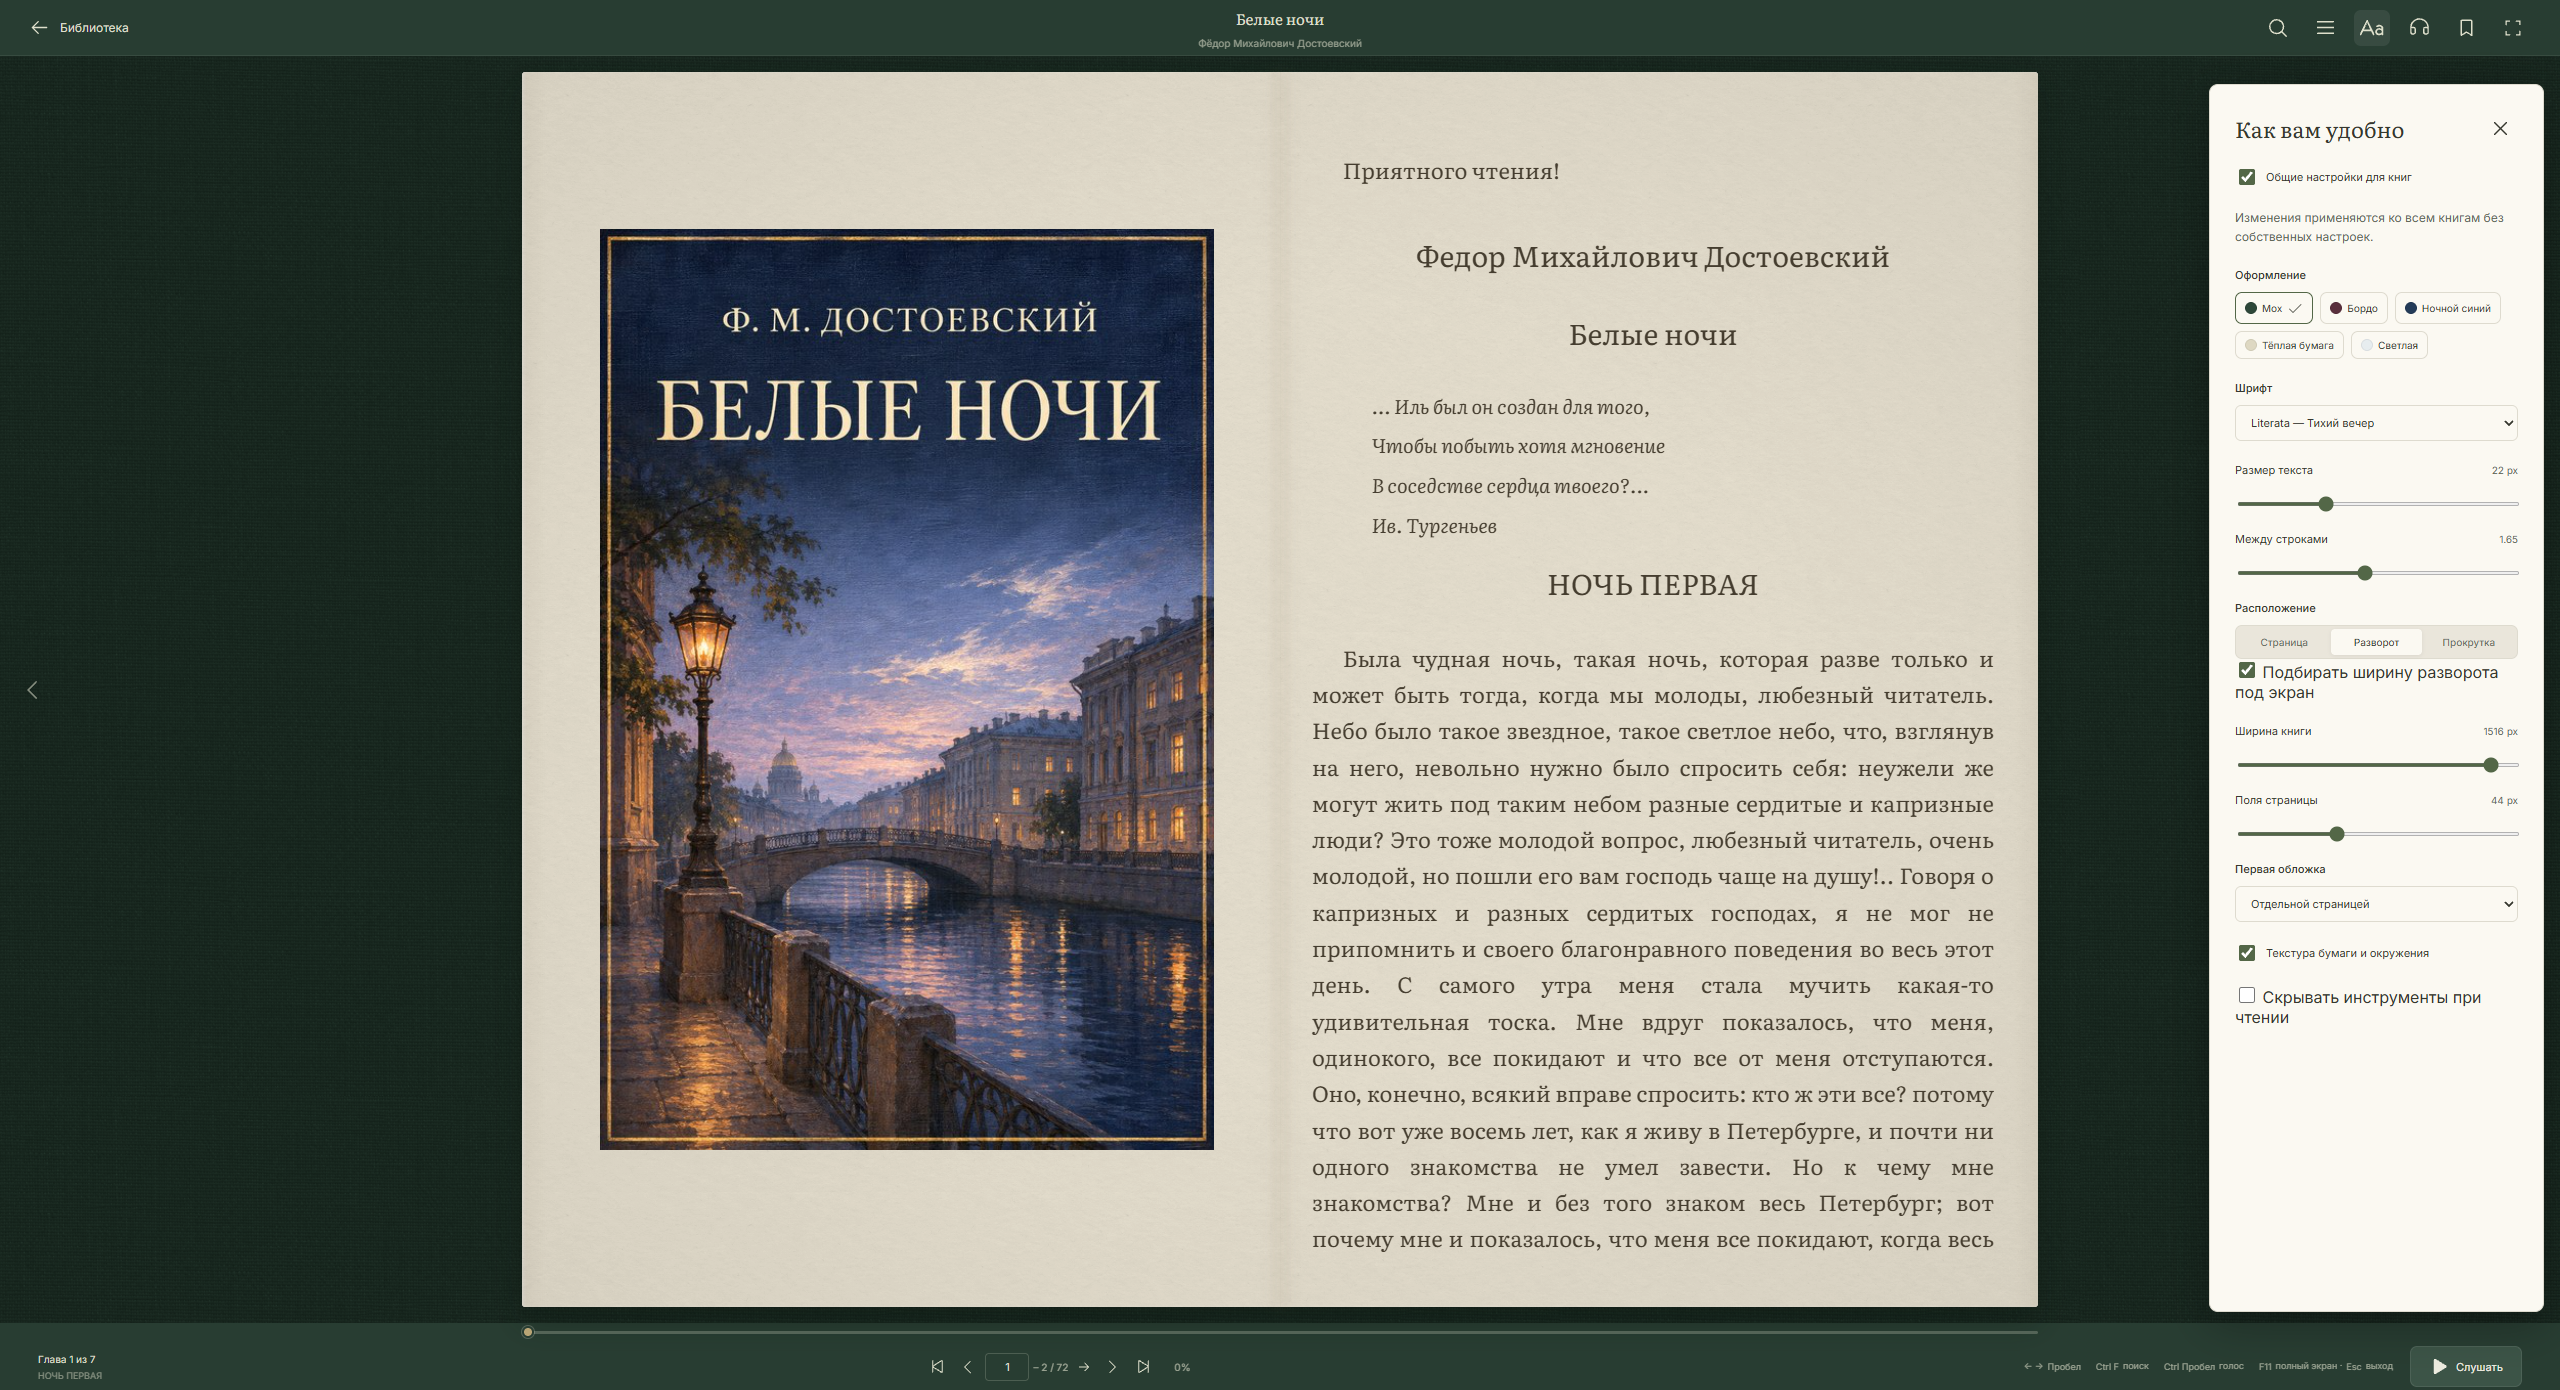 Библиотека
Белые ночи
Фёдор Михайлович Достоевский
Aa
Ф. М. ДОСТОЕВСКИЙ
БЕЛЫЕ НОЧИ
Приятного чтения!
Федор Михайлович Достоевский
Белые ночи
... Иль был он создан для того,
Чтобы побыть хотя мгновение
В соседстве сердца твоего?...
Ив. Тургеньев
НОЧЬ ПЕРВАЯ
Была чудная ночь, такая ночь, которая разве только и
может быть тогда, когда мы молоды, любезный читатель.
Небо было такое звездное, такое светлое небо, что, взглянув
на него, невольно нужно было спросить себя: неужели же
могут жить под таким небом разные сердитые и капризные
люди? Это тоже молодой вопрос, любезный читатель, очень
молодой, но пошли его вам господь чаще на душу!.. Говоря о
капризных и разных сердитых господах, я не мог не
припомнить и своего благонравного поведения во весь этот
день. С самого утра меня стала мучить какая-то
удивительная тоска. Мне вдруг показалось, что меня,
одинокого, все покидают и что все от меня отступаются.
Оно, конечно, всякий вправе спросить: кто ж эти все? потому
что вот уже восемь лет, как я живу в Петербурге, и почти ни
одного знакомства не умел завести. Но к чему мне
знакомства? Мне и без того знаком весь Петербург; вот
почему мне и показалось, что меня все покидают, когда весь
Как вам удобно
Общие настройки для книг
Изменения применяются ко всем книгам без
собственных настроек.
Оформление
Мох
Бордо
Ночной синий
Тёплая бумага
Светлая
Шрифт
Literata — Тихий вечер
Размер текста 22 px
Между строками 1.65
Расположение
Страница Разворот Прокрутка
Подбирать ширину разворота
под экран
Ширина книги 1516 px
Поля страницы 44 px
Первая обложка
Отдельной страницей
Текстура бумаги и окружения
Скрывать инструменты при
чтении
Глава 1 из 7
НОЧЬ ПЕРВАЯ
1 – 2 / 72 0%
← → Пробел Ctrl F поиск Ctrl Пробел голос F11 полный экран · Esc выход
Слушать